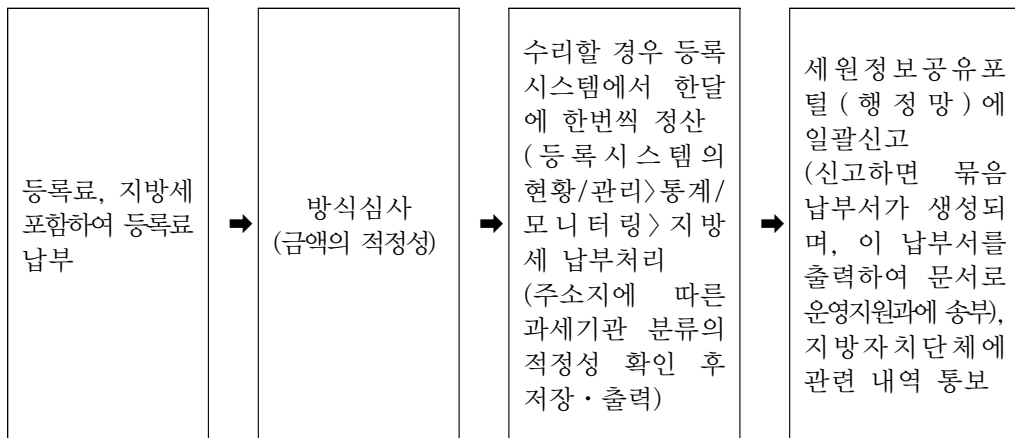 등록료, 지방세
포함하여 등록료
납부
➡
방식심사
(금액의 적정성)
➡
수리할 경우 등록
시스템에서 한달
에 한번씩 정산
(등록시스템의
현황/관리〉통계/
모니터링〉지방
세 납부처리
(주소지에 따른
과세기관 분류의
적정성 확인 후
저장・출력)
➡
세원정보공유포
털(행정망)에
일괄신고
(신고하면 묶음
납부서가 생성되
며, 이 납부서를
출력하여 문서로
운영지원과에 송부),
지방자치단체에
관련 내역 통보